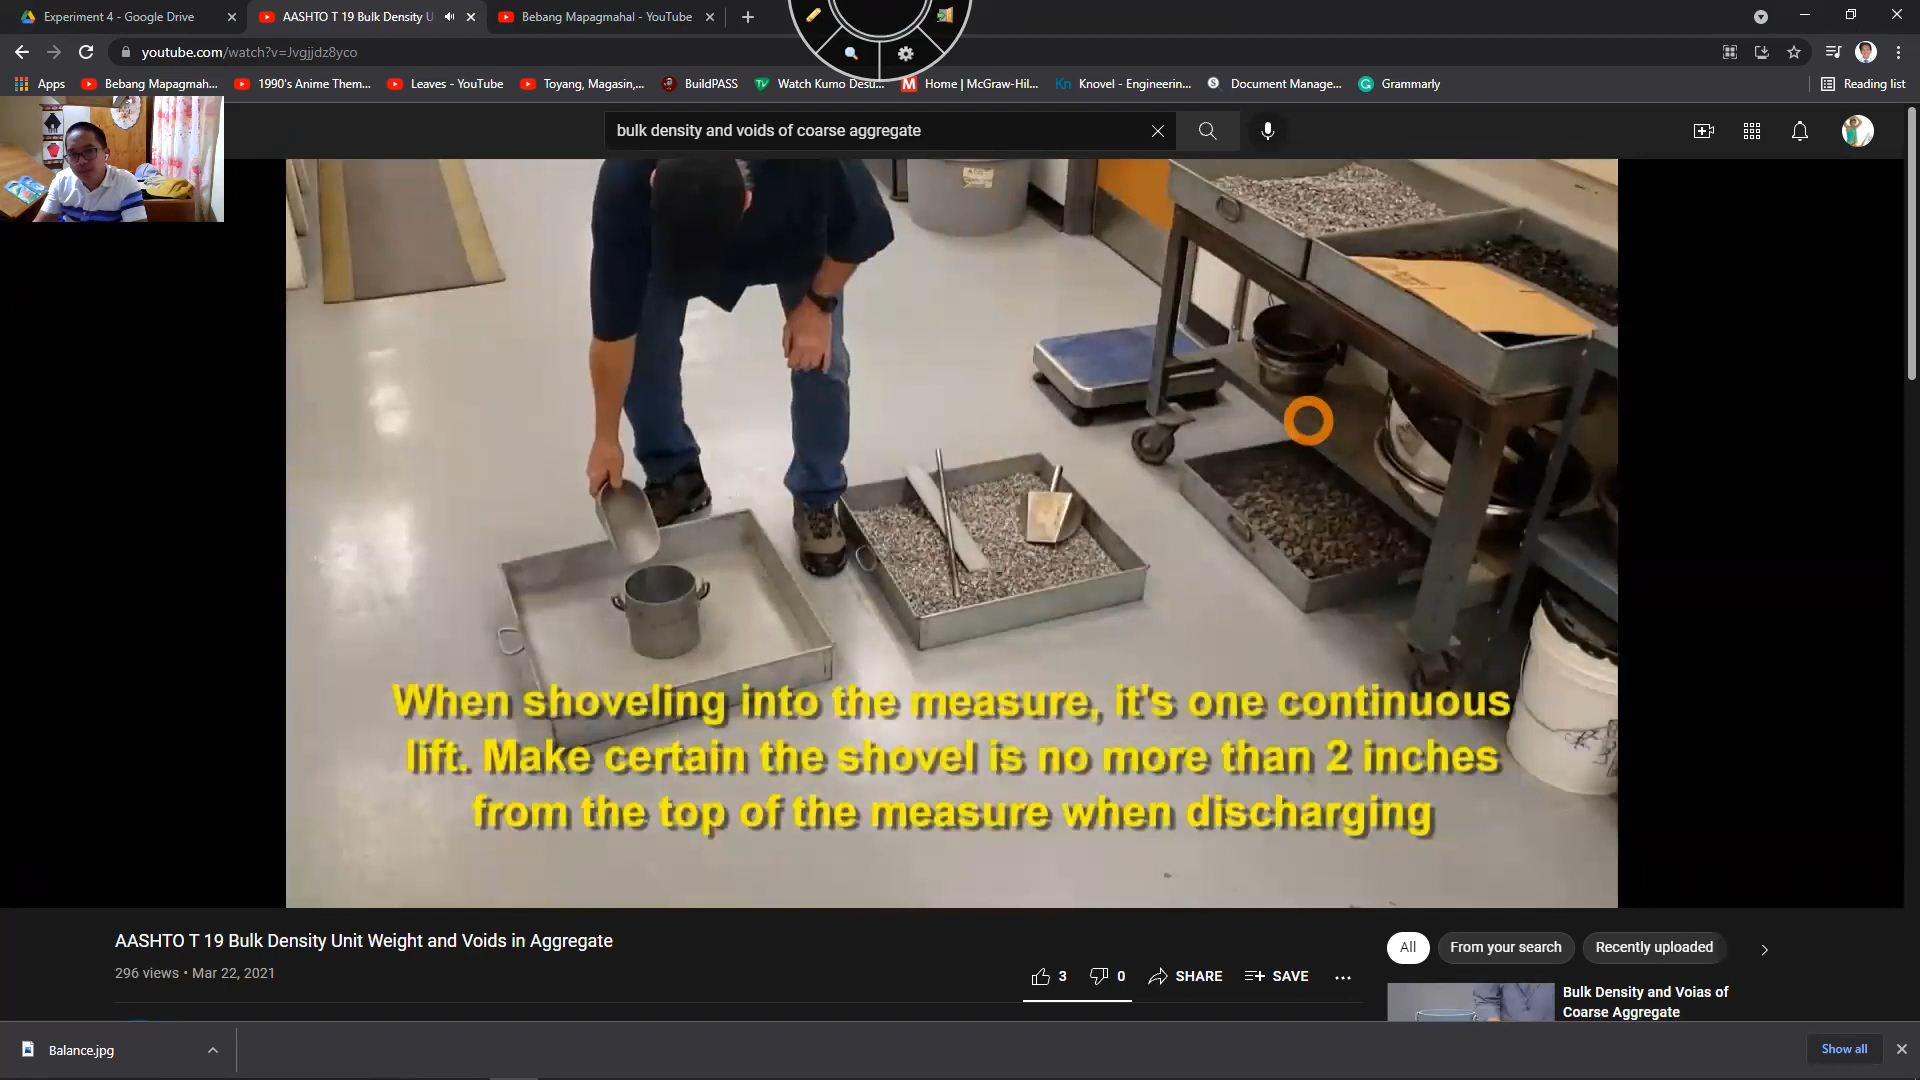 Experiment 4 - Google Drive
AASHTO T 19 Bulk Density U
Bebang Mapagmahal - YouTube
youtube.com/watch?v=Jvgjjdz8yco
Apps
Bebang Mapagmah...
1990's Anime Them...
Leaves - YouTube
Toyang, Magasin,...
BuildPASS
Watch Kumo Desu...
Home | McGraw-Hil...
Kn Knovel - Engineerin...
Document Manage...
Grammarly
Reading list
bulk density and voids of coarse aggregate
When shoveling into the measure, it's one continuous
lift. Make certain the shovel is no more than 2 inches
from the top of the measure when discharging
AASHTO T 19 Bulk Density Unit Weight and Voids in Aggregate
296 views • Mar 22, 2021
3
0
SHARE
SAVE
All
From your search
Recently uploaded
Bulk Density and Voias of
Coarse Aggregate
Balance.jpg
Show all